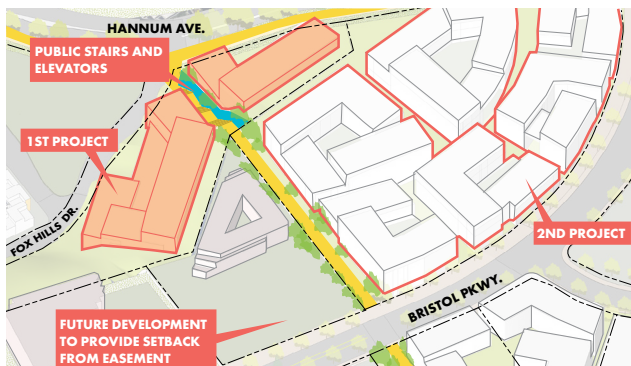 HANNUM AVE.
PUBLIC STAIRS AND
ELEVATORS
1ST PROJECT
FOX HILLS DR.
2ND PROJECT
BRISTOL PKWY.
FUTURE DEVELOPMENT
TO PROVIDE SETBACK
FROM EASEMENT